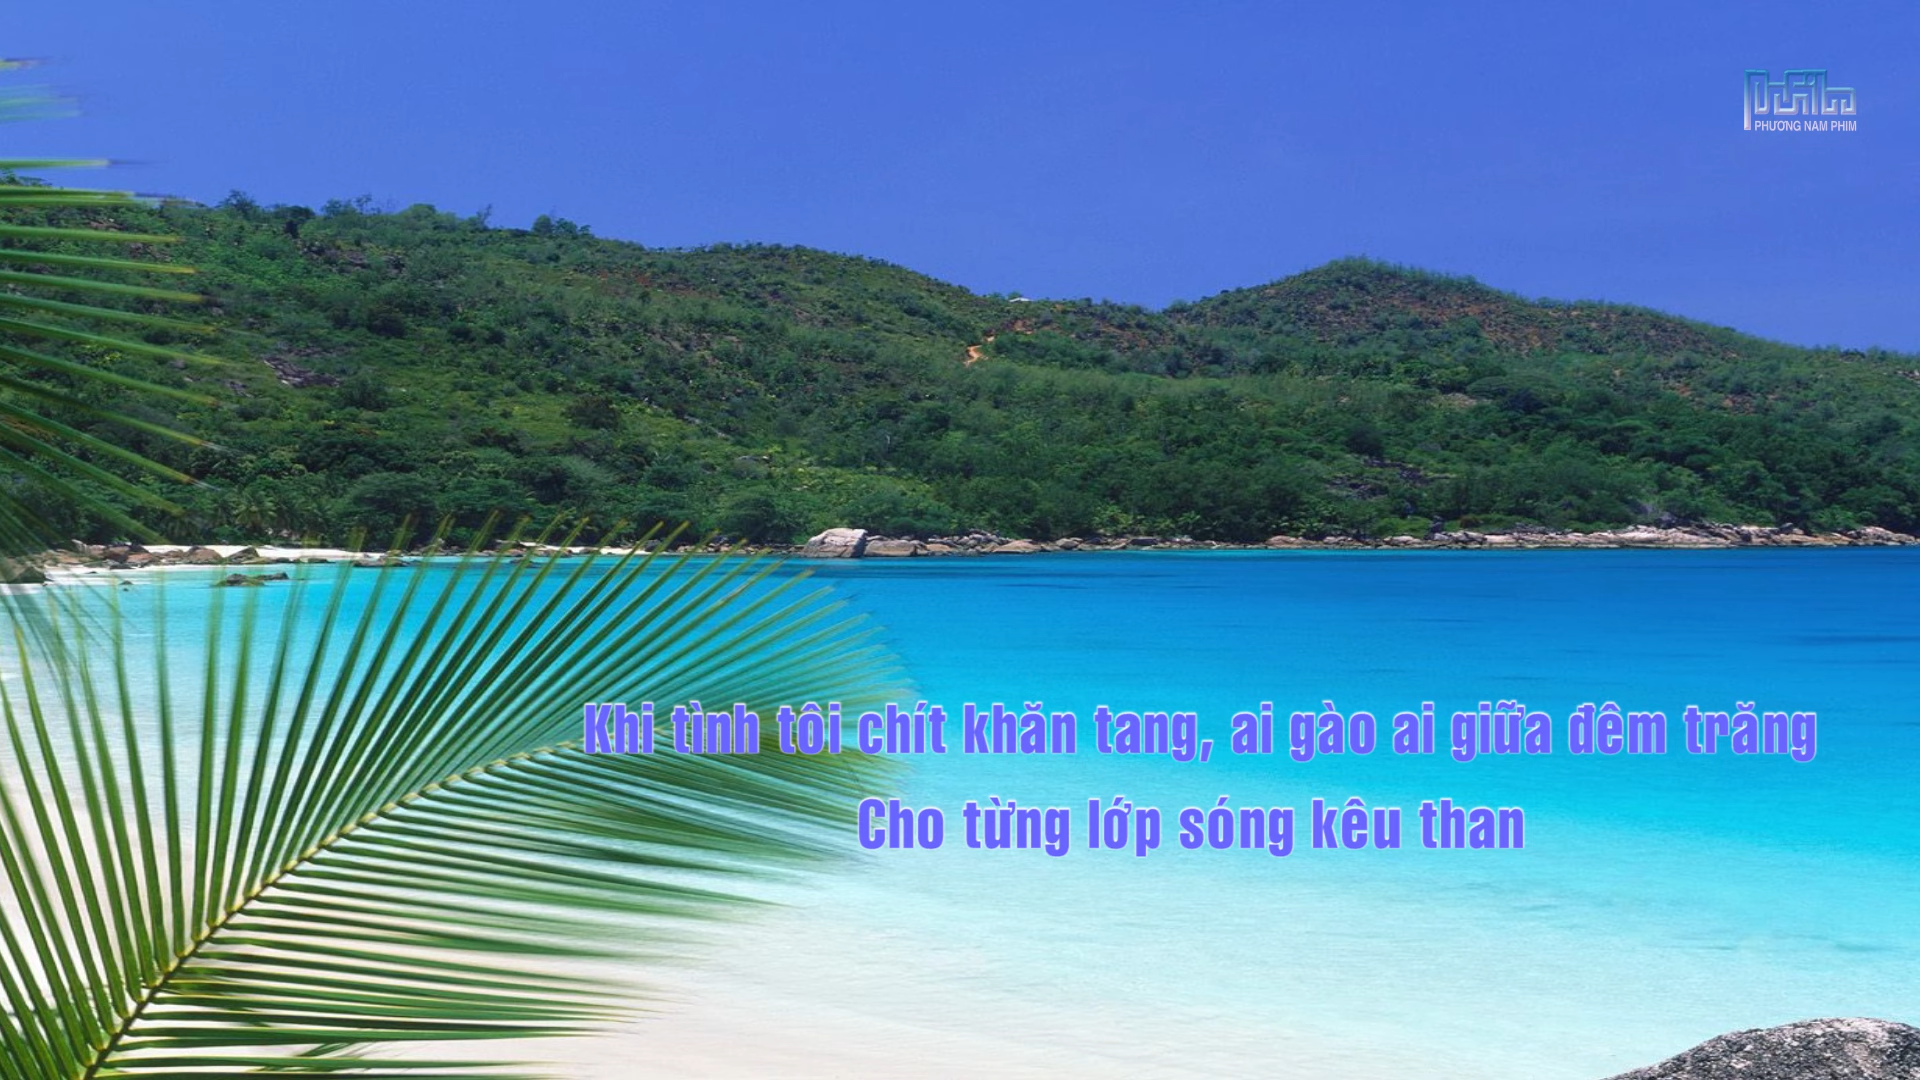 PNFilm
PHƯƠNG NAM PHIM
Khi tình tôi chít khăn tang, ai gào ai giữa đêm trăng
Cho từng lớp sóng kêu than